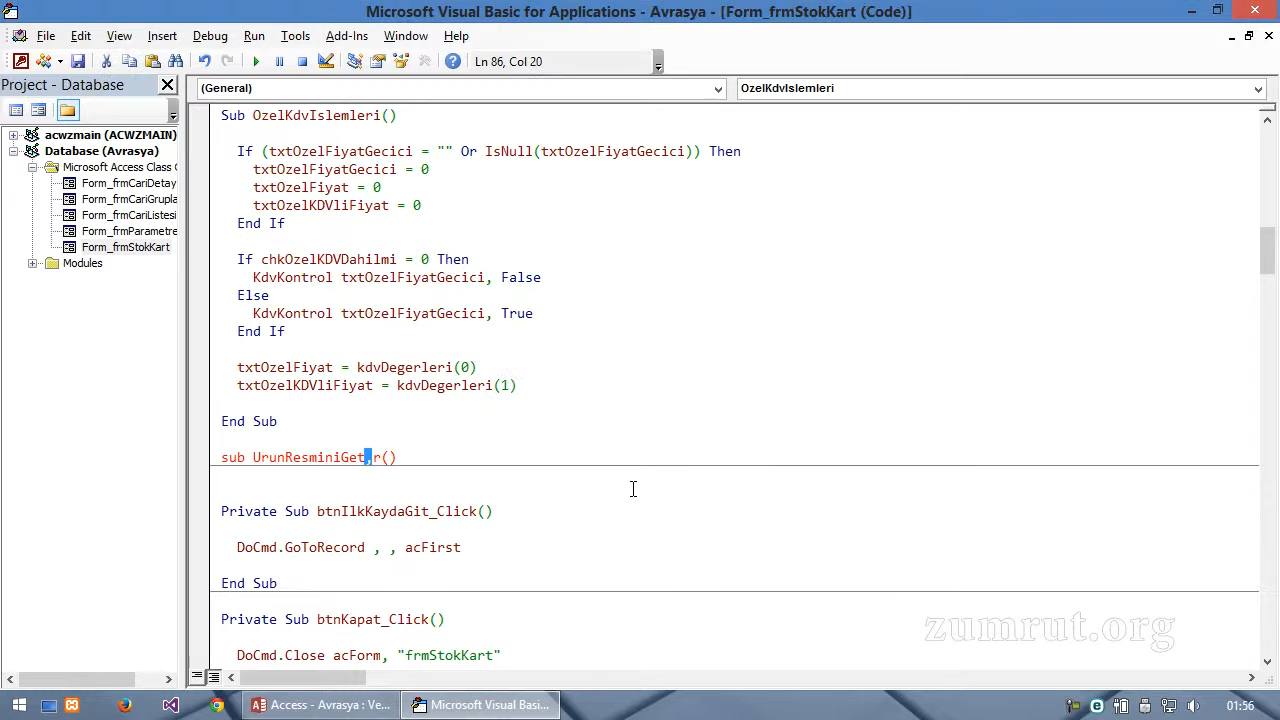 Microsoft Visual Basic for Applications - Avrasya - [Form_frmStokKart (Code)]
File Edit View Insert Format Debug Run Tools Add-Ins Window Help
Ln 86, Col 20
Project - Database
(General) OzelKdvIslemleri
acwzmain (ACWZMAIN)
Database (Avrasya)
Microsoft Access Class O
Form_frmCariDetay
Form_frmCariGrupla
Form_frmCariListesi
Form_frmParametre
Form_frmStokKart
Modules
Sub OzelKdvIslemleri()
If (txtOzelFiyatGecici = "" Or IsNull(txtOzelFiyatGecici)) Then
txtOzelFiyatGecici = 0
txtOzelFiyat = 0
txtOzelKDVliFiyat = 0
End If
If chkOzelKDVDahilmi = 0 Then
KdvKontrol txtOzelFiyatGecici, False
Else
KdvKontrol txtOzelFiyatGecici, True
End If
txtOzelFiyat = kdvDegerleri(0)
txtOzelKDVliFiyat = kdvDegerleri(1)
End Sub
sub UrunResminiGet,r()
Private Sub btnIlkKaydaGit_Click()
DoCmd.GoToRecord , , acFirst
End Sub
Private Sub btnKapat_Click()
DoCmd.Close acForm, "frmStokKart"
zumrut.org
Access - Avrasya : Ve...
Microsoft Visual Basi...
01:56